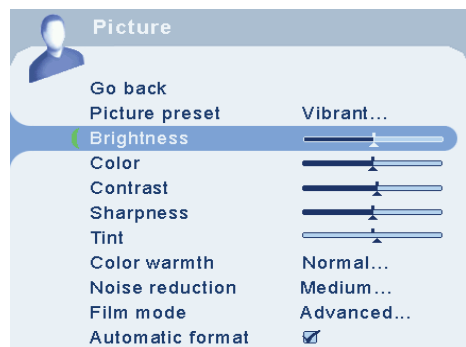 Picture
Go back
Picture preset Vibrant...
Brightness
Color
Contrast
Sharpness
Tint
Color warmth Normal...
Noise reduction Medium...
Film mode Advanced...
Automatic format